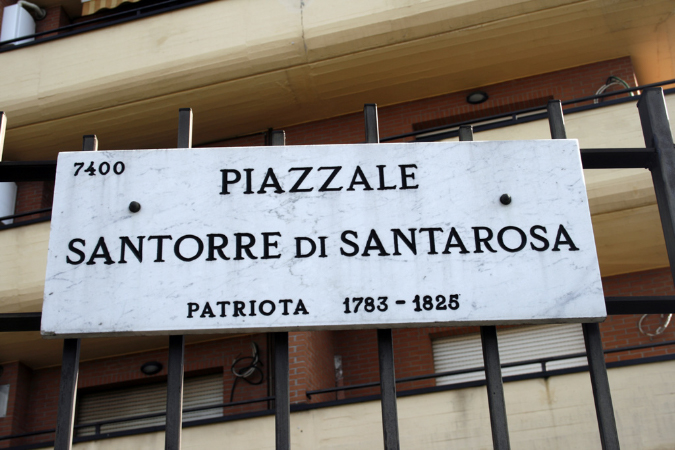 7400
PIAZZALE
SANTORRE DI SANTAROSA
PATRIOTA 1783 - 1825